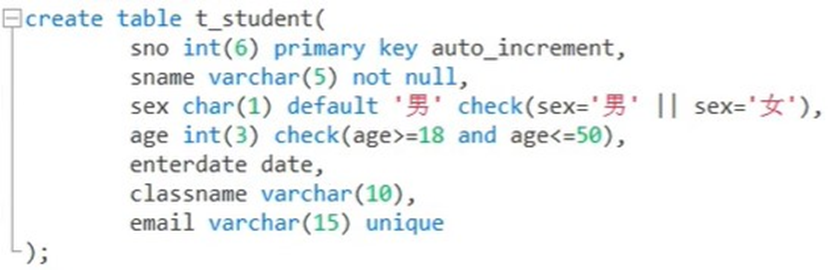 create table t_student(
sno int(6) primary key auto_increment,
sname varchar(5) not null,
sex char(1) default '男' check(sex='男' || sex='女'),
age int(3) check(age>=18 and age<=50),
enterdate date,
classname varchar(10),
email varchar(15) unique
);